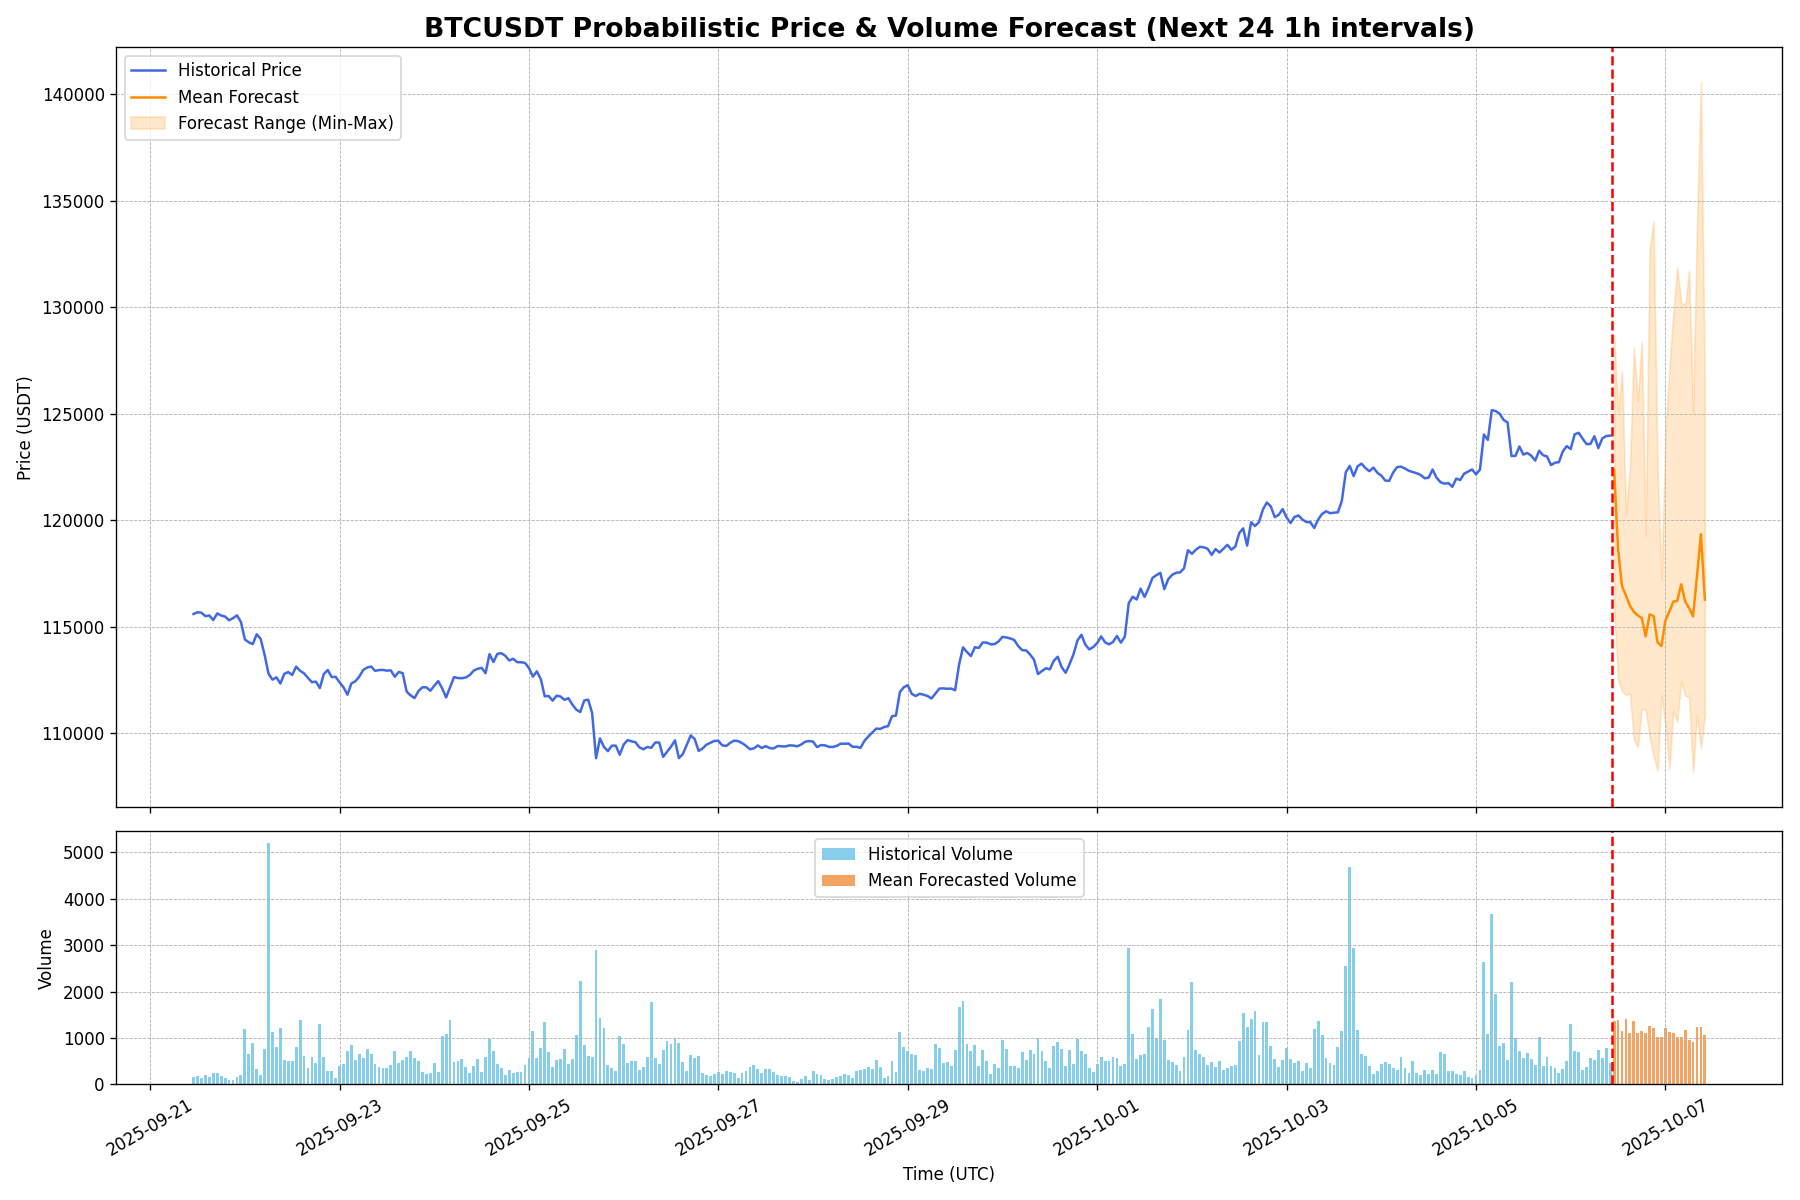 BTCUSDT Probabilistic Price & Volume Forecast (Next 24 1h intervals)
Historical Price
Mean Forecast
Forecast Range (Min-Max)
140000
135000
130000
125000
120000
115000
110000
Price (USDT)
Historical Volume
Mean Forecasted Volume
5000
4000
3000
2000
1000
0
Volume
2025-09-21
2025-09-23
2025-09-25
2025-09-27
2025-09-29
2025-10-01
2025-10-03
2025-10-05
2025-10-07
Time (UTC)